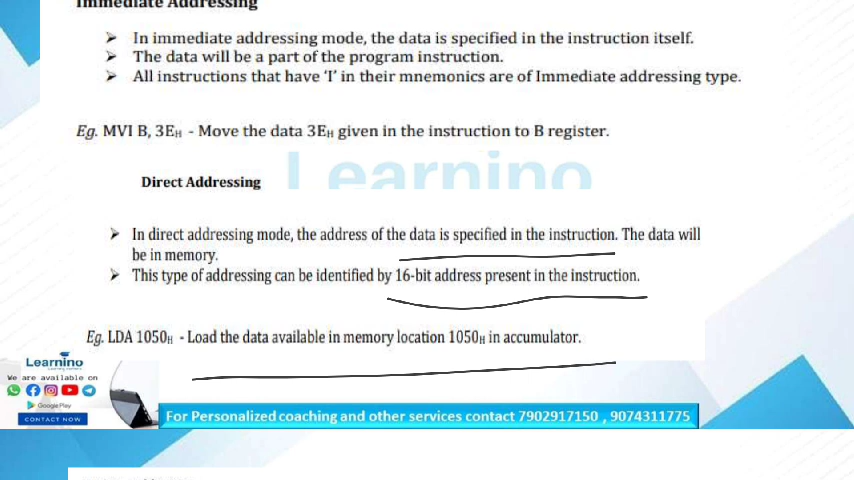 Immediate Addressing
➢ In immediate addressing mode, the data is specified in the instruction itself.
➢ The data will be a part of the program instruction.
➢ All instructions that have ‘I’ in their mnemonics are of Immediate addressing type.
Eg. MVI B, 3EH - Move the data 3EH given in the instruction to B register.
Learnino
Direct Addressing
➢ In direct addressing mode, the address of the data is specified in the instruction. The data will
be in memory.
➢ This type of addressing can be identified by 16-bit address present in the instruction.
Eg. LDA 1050H - Load the data available in memory location 1050H in accumulator.
Learnino
We are available on
Google Play
CONTACT NOW
For Personalized coaching and other services contact 7902917150 , 9074311775